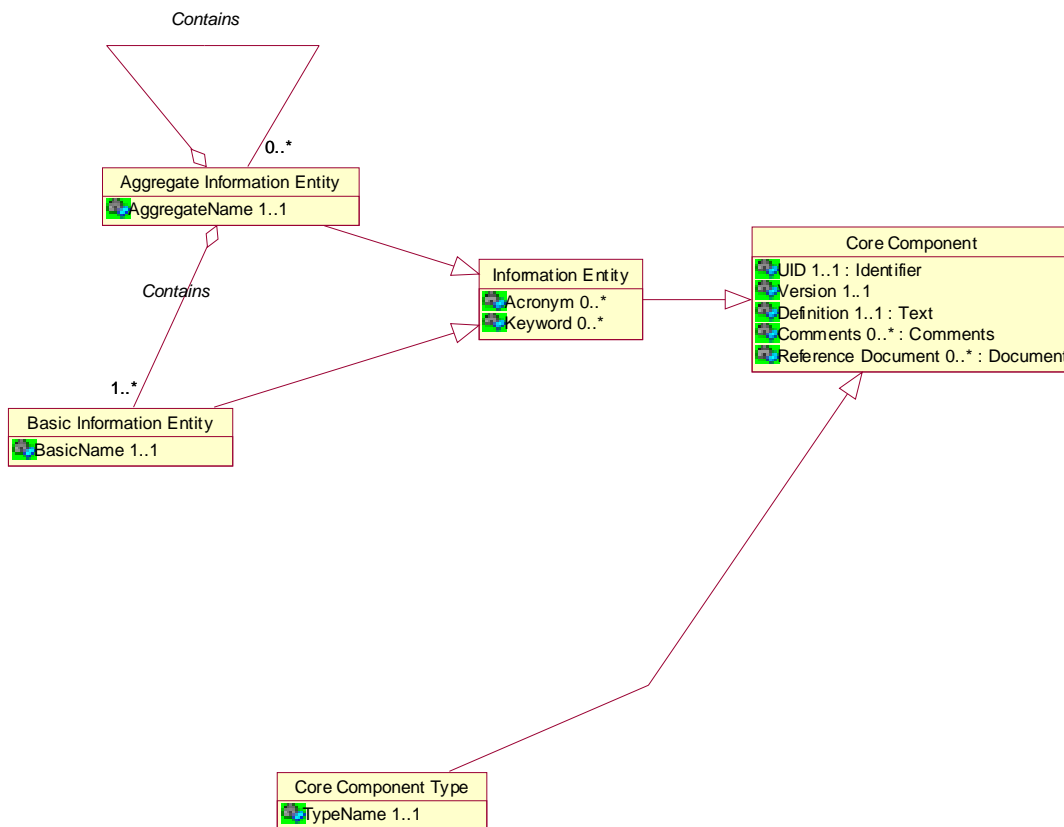 Contains
0..*
Aggregate Information Entity
AggregateName 1..1
Contains
1..*
Basic Information Entity
BasicName 1..1
Information Entity
Acronym 0..*
Keyword 0..*
Core Component
UID 1..1 : Identifier
Version 1..1
Definition 1..1 : Text
Comments 0..* : Comments
Reference Document 0..* : Document
Core Component Type
TypeName 1..1